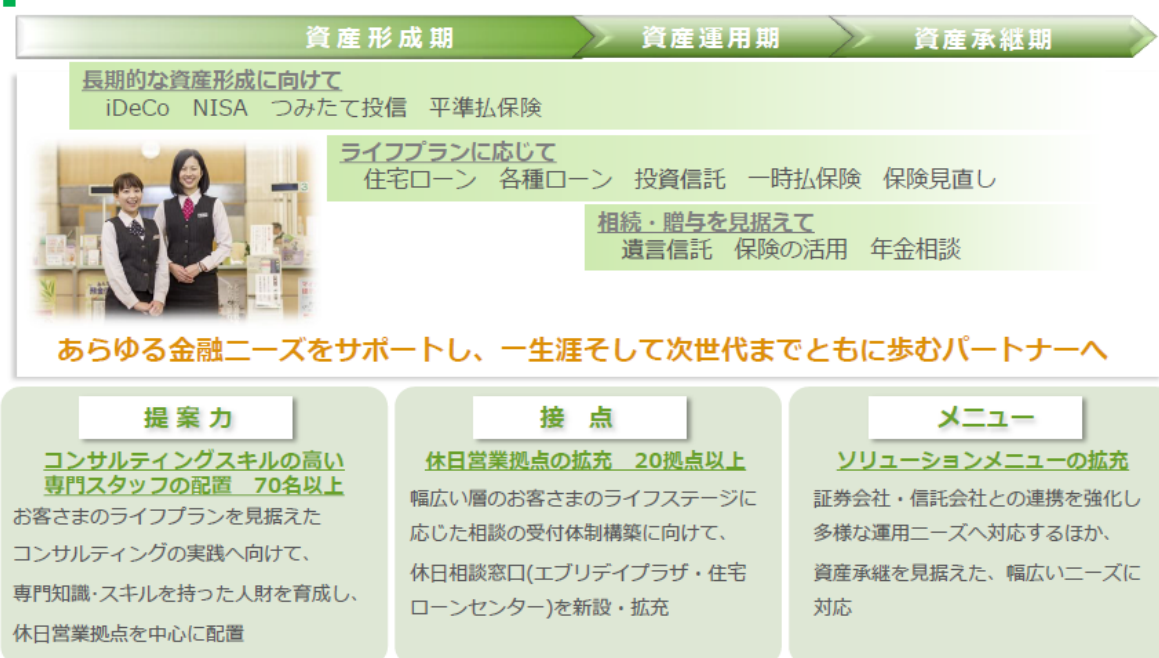 資産形成期 資産運用期 資産承継期
長期的な資産形成に向けて
iDeCo NISA つみたて投信 平準払保険
ライフプランに応じて
住宅ローン 各種ローン 投資信託 一時払保険 保険見直し
相続・贈与を見据えて
遺言信託 保険の活用 年金相談
あらゆる金融ニーズをサポートし、一生涯そして次世代までともに歩むパートナーへ
提案力
コンサルティングスキルの高い
専門スタッフの配置 70名以上
お客さまのライフプランを見据えた
コンサルティングの実践へ向けて、
専門知識・スキルを持った人財を育成し、
休日営業拠点を中心に配置
接 点
休日営業拠点の拡充 20拠点以上
幅広い層のお客さまのライフステージに
応じた相談の受付体制構築に向けて、
休日相談窓口(エブリデイプラザ・住宅
ローンセンター)を新設・拡充
メニュー
ソリューションメニューの拡充
証券会社・信託会社との連携を強化し
多様な運用ニーズへ対応するほか、
資産承継を見据えた、幅広いニーズに
対応